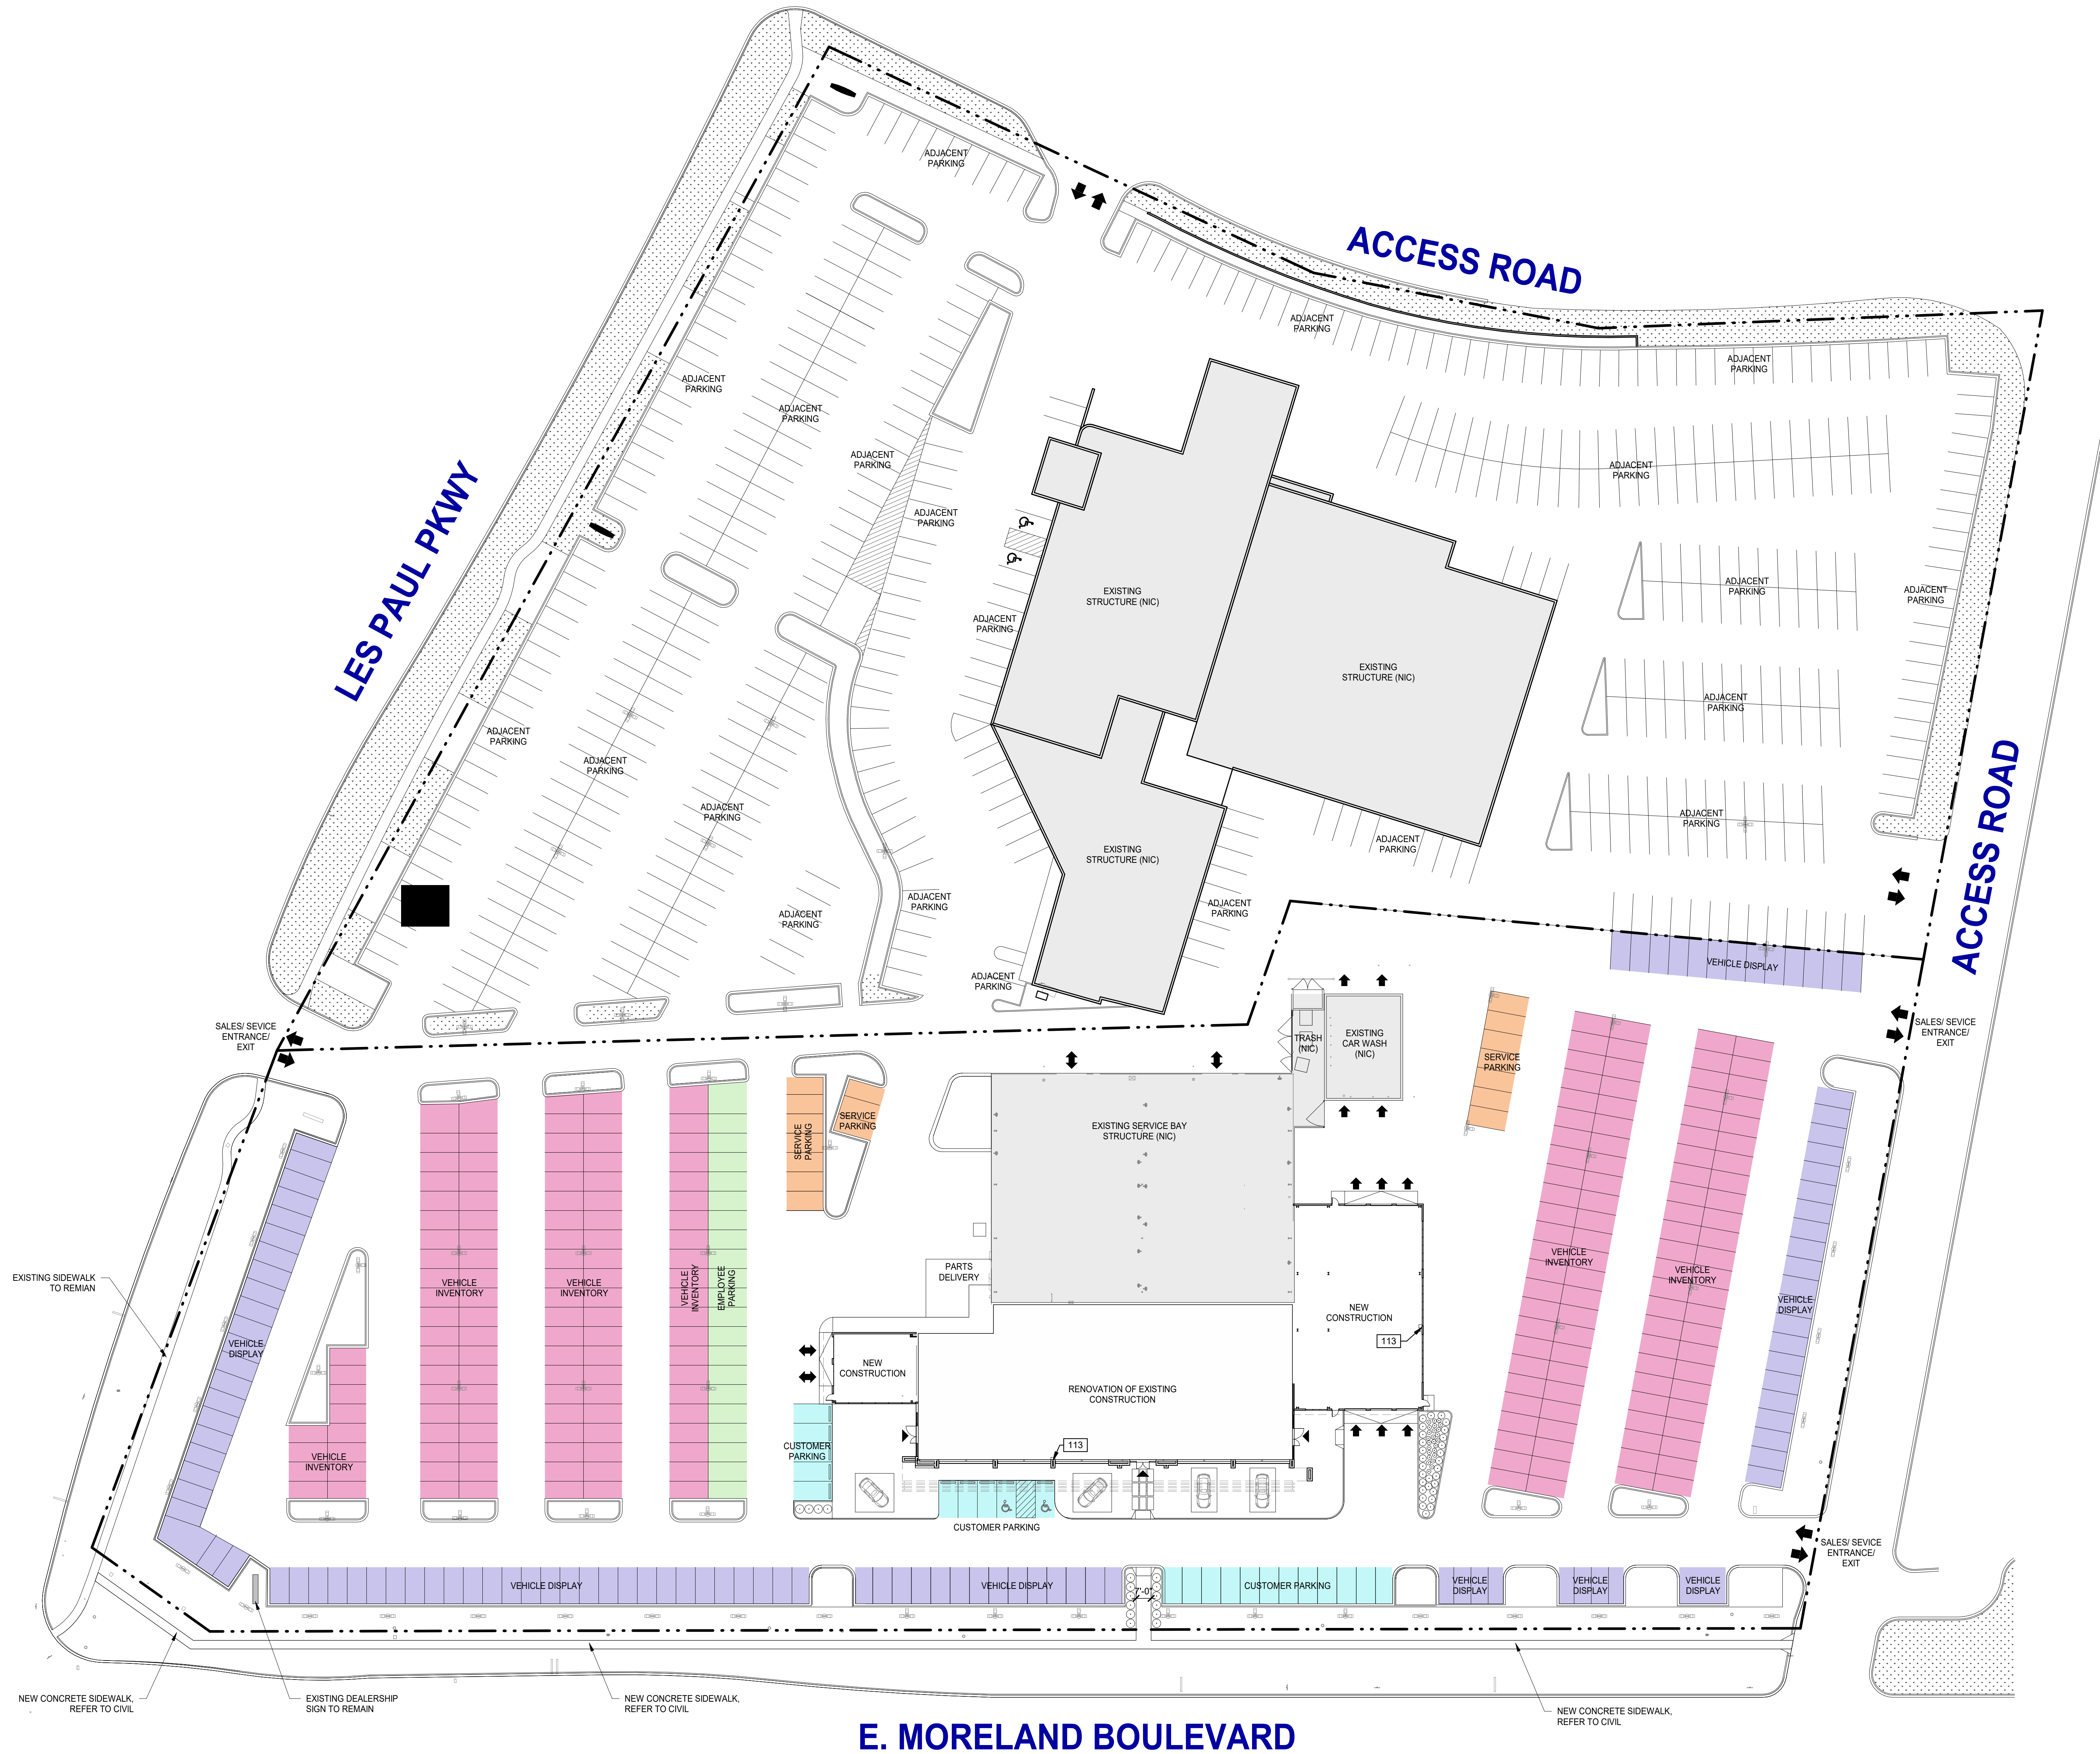 ADJACENT
PARKING
ACCESS ROAD
ADJACENT
PARKING
ADJACENT
PARKING
ADJACENT
PARKING
ADJACENT
PARKING
ADJACENT
PARKING
ADJACENT
PARKING
ADJACENT
PARKING
LES PAUL PKWY
EXISTING
STRUCTURE (NIC)
ADJACENT
PARKING
ADJACENT
PARKING
ADJACENT
PARKING
EXISTING
STRUCTURE (NIC)
ADJACENT
PARKING
ADJACENT
PARKING
ADJACENT
PARKING
ADJACENT
PARKING
ADJACENT
PARKING
ADJACENT
PARKING
EXISTING
STRUCTURE (NIC)
ACCESS ROAD
ADJACENT
PARKING
ADJACENT
PARKING
ADJACENT
PARKING
ADJACENT
PARKING
VEHICLE DISPLAY
SALES/ SEVICE
ENTRANCE/
EXIT
TRASH
(NIC)
EXISTING
CAR WASH
(NIC)
SALES/ SEVICE
ENTRANCE/
EXIT
SERVICE
PARKING
SERVICE
PARKING
SERVICE
PARKING
EXISTING SERVICE BAY
STRUCTURE (NIC)
EXISTING SIDEWALK
TO REMIAN
VEHICLE
DISPLAY
VEHICLE
INVENTORY
VEHICLE
INVENTORY
VEHICLE
INVENTORY
EMPLOYEE
PARKING
PARTS
DELIVERY
NEW
CONSTRUCTION
113
VEHICLE
INVENTORY
VEHICLE
INVENTORY
VEHICLE
DISPLAY
NEW
CONSTRUCTION
RENOVATION OF EXISTING
CONSTRUCTION
113
VEHICLE
INVENTORY
CUSTOMER
PARKING
CUSTOMER PARKING
SALES/ SEVICE
ENTRANCE/
EXIT
VEHICLE DISPLAY
VEHICLE DISPLAY
7'-0"
CUSTOMER PARKING
VEHICLE
DISPLAY
VEHICLE
DISPLAY
VEHICLE
DISPLAY
NEW CONCRETE SIDEWALK,
REFER TO CIVIL
EXISTING DEALERSHIP
SIGN TO REMAIN
NEW CONCRETE SIDEWALK,
REFER TO CIVIL
NEW CONCRETE SIDEWALK,
REFER TO CIVIL
E. MORELAND BOULEVARD